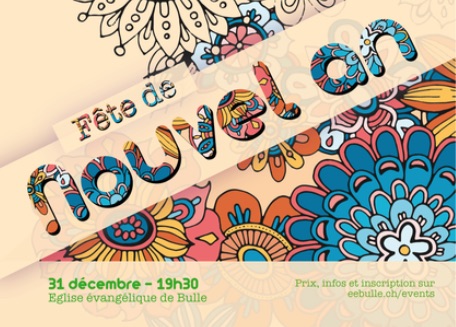 Fête de
nouvel an
31 décembre – 19h30
Eglise évangélique de Bulle
Prix, infos et inscription sur
eebulle.ch/events